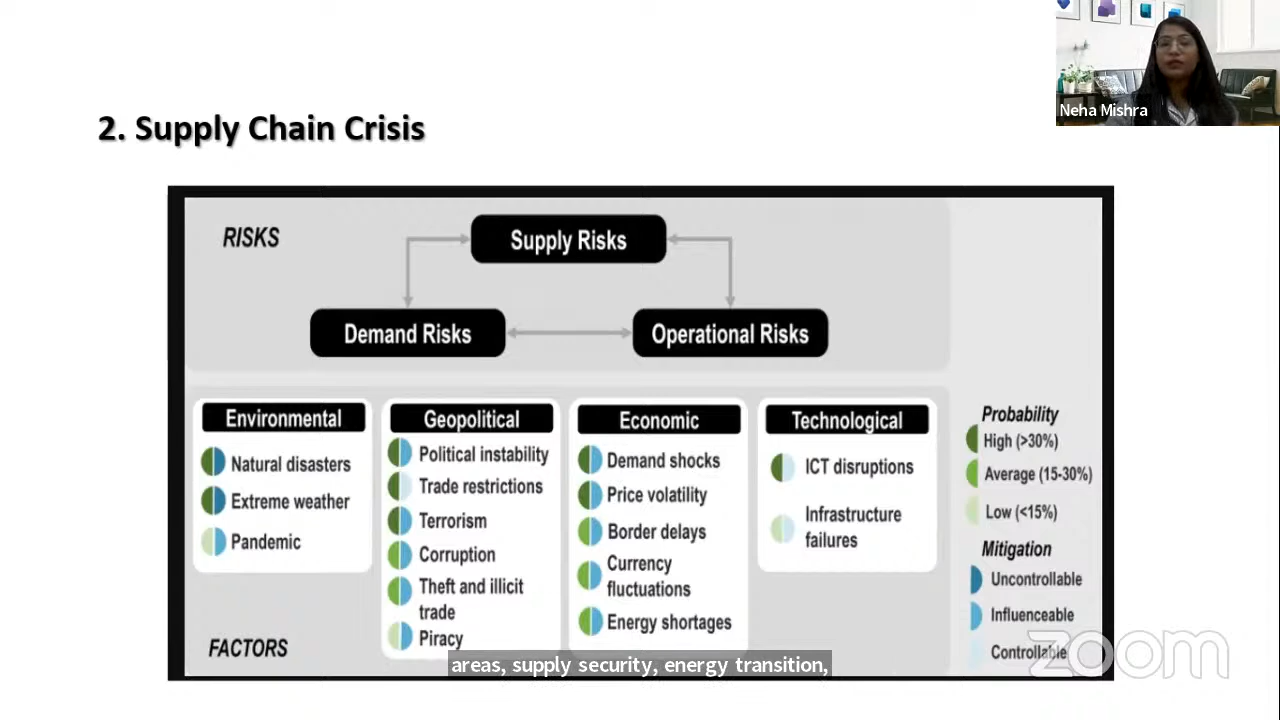 Neha Mishra
2. Supply Chain Crisis
RISKS
Supply Risks
Demand Risks
Operational Risks
Environmental
Natural disasters
Extreme weather
Pandemic
Geopolitical
Political instability
Trade restrictions
Terrorism
Corruption
Theft and illicit
trade
Piracy
Economic
Demand shocks
Price volatility
Border delays
Currency
fluctuations
Energy shortages
Technological
ICT disruptions
Infrastructure
failures
Probability
High (>30%)
Average (15-30%)
Low (<15%)
Mitigation
Uncontrollable
Influenceable
Controllable
FACTORS
zoom
areas, supply security, energy transition,